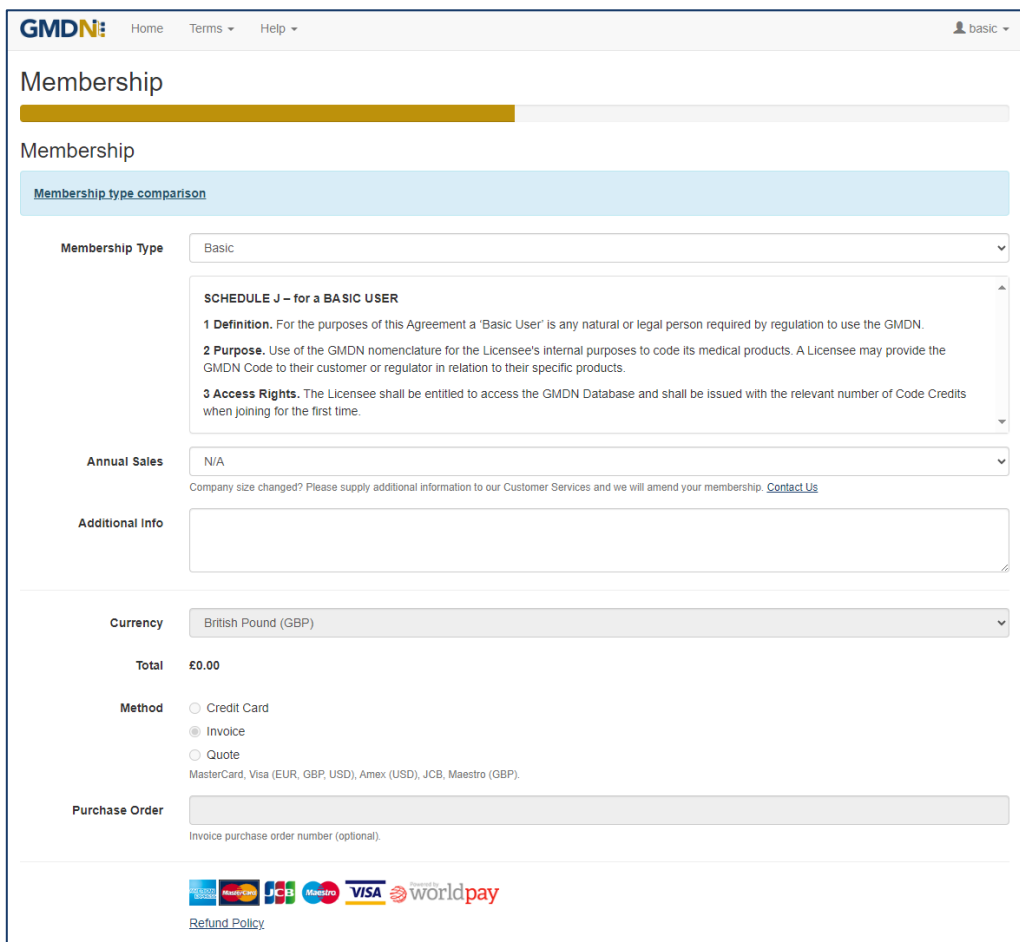 GMDN Home Terms Help basic
Membership
Membership
Membership type comparison
Membership Type Basic
SCHEDULE J – for a BASIC USER
1 Definition. For the purposes of this Agreement a 'Basic User' is any natural or legal person required by regulation to use the GMDN.
2 Purpose. Use of the GMDN nomenclature for the Licensee's internal purposes to code its medical products. A Licensee may provide the
GMDN Code to their customer or regulator in relation to their specific products.
3 Access Rights. The Licensee shall be entitled to access the GMDN Database and shall be issued with the relevant number of Code Credits
when joining for the first time.
Annual Sales N/A
Company size changed? Please supply additional information to our Customer Services and we will amend your membership. Contact Us
Additional Info
Currency British Pound (GBP)
Total £0.00
Method Credit Card
Invoice
Quote
MasterCard, Visa (EUR, GBP, USD), Amex (USD), JCB, Maestro (GBP).
Purchase Order
Invoice purchase order number (optional).
AMERICAN EXPRESS MasterCard JCB Maestro VISA Powered by worldpay
Refund Policy